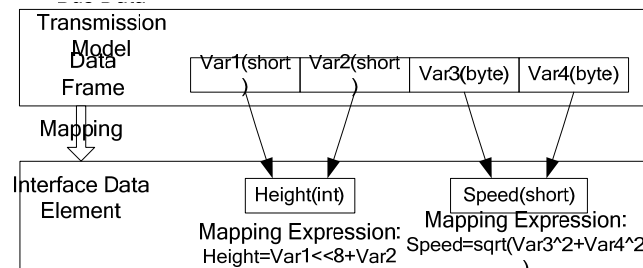 Transmission
Model
Data
Frame
Var1(short
)
Var2(short
)
Var3(byte)
Var4(byte)
Mapping
Interface Data
Element
Height(int)
Speed(short)
Mapping Expression:
Height=Var1<<8+Var2
Mapping Expression:
Speed=sqrt(Var3^2+Var4^2
)